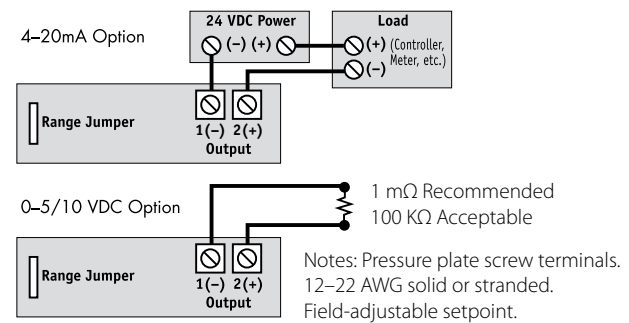 24 VDC Power
(–) (+)
Load
(+) (Controller,
Meter, etc.)
(–)
4–20mA Option
Range Jumper
1(–) 2(+)
Output
0–5/10 VDC Option
1 mΩ Recommended
100 KΩ Acceptable
Range Jumper
1(–) 2(+)
Output
Notes: Pressure plate screw terminals.
12–22 AWG solid or stranded.
Field-adjustable setpoint.